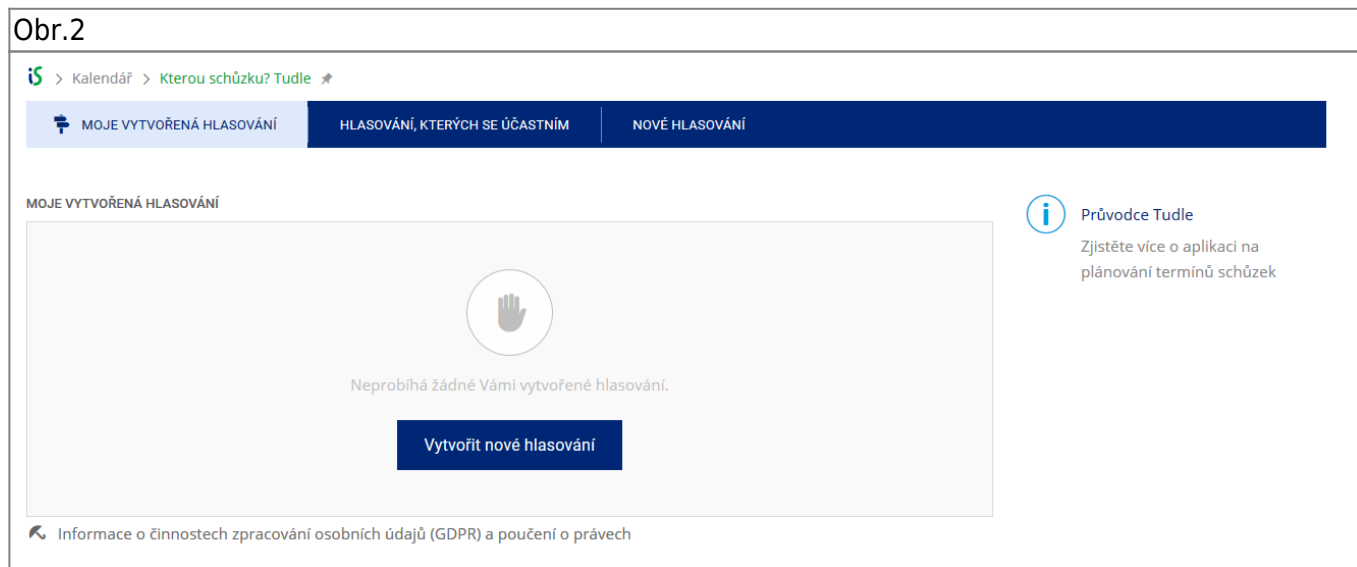 Obr.2
iS > Kalendář > Kterou schůzku? Tudle
MOJE VYTVOŘENÁ HLASOVÁNÍ
HLASOVÁNÍ, KTERÝCH SE ÚČASTNÍM
NOVÉ HLASOVÁNÍ
MOJE VYTVOŘENÁ HLASOVÁNÍ
Neprobíhá žádné Vámi vytvořené hlasování.
Vytvořit nové hlasování
Průvodce Tudle
Zjistěte více o aplikaci na
plánování termínů schůzek
Informace o činnostech zpracování osobních údajů (GDPR) a poučení o právech